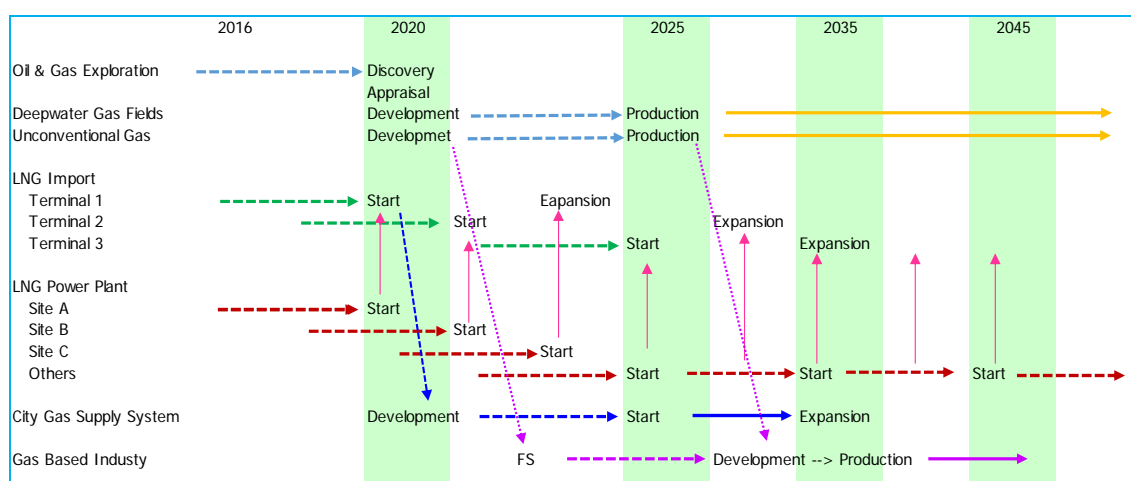 2016 2020 2025 2035 2045
Oil & Gas Exploration Discovery
Appraisal
Deepwater Gas Fields Development Production
Unconventional Gas Developmet Production
LNG Import
Terminal 1 Start Eapansion
Terminal 2 Start Expansion
Terminal 3 Start Expansion
LNG Power Plant
Site A Start
Site B Start
Site C Start
Others Start Start Start
City Gas Supply System Development Start Expansion
Gas Based Industy FS Development --> Production